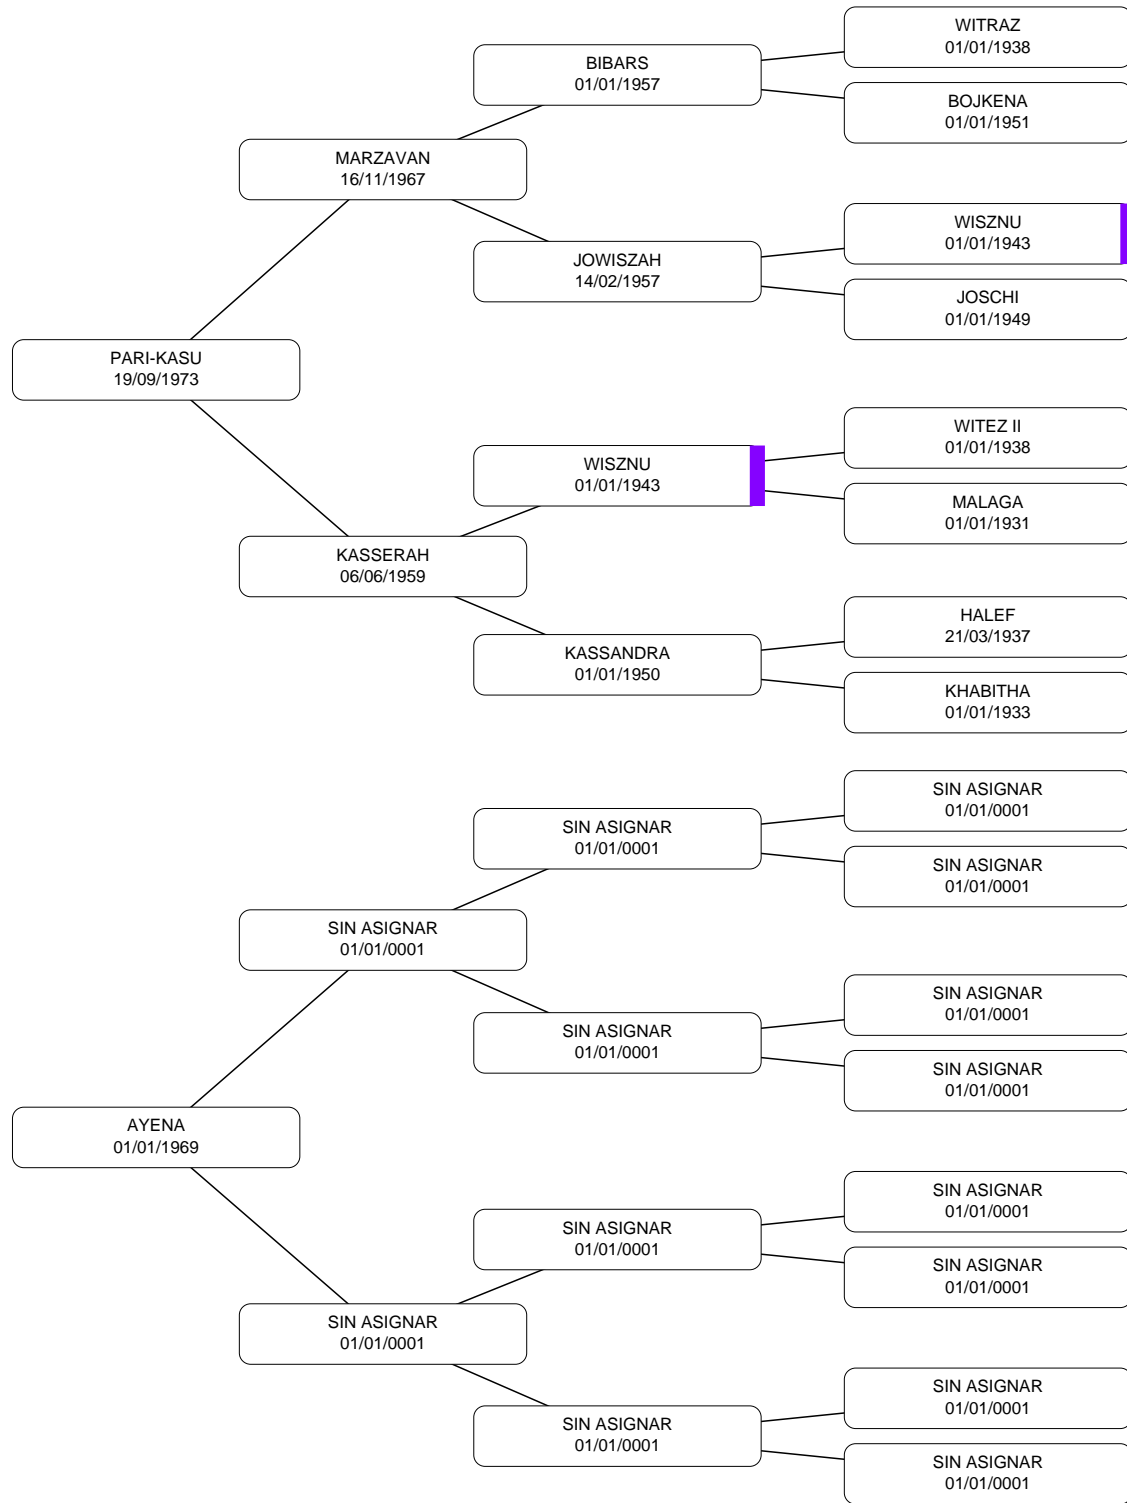 WITRAZ
01/01/1938
BIBARS
01/01/1957
BOJKENA
01/01/1951
MARZAVAN
16/11/1967
WISZNU
01/01/1943
JOWISZAH
14/02/1957
JOSCHI
01/01/1949
PARI-KASU
19/09/1973
WITEZ II
01/01/1938
WISZNU
01/01/1943
MALAGA
01/01/1931
KASSERAH
06/06/1959
HALEF
21/03/1937
KASSANDRA
01/01/1950
KHABITHA
01/01/1933
SIN ASIGNAR
01/01/0001
SIN ASIGNAR
01/01/0001
SIN ASIGNAR
01/01/0001
SIN ASIGNAR
01/01/0001
SIN ASIGNAR
01/01/0001
SIN ASIGNAR
01/01/0001
SIN ASIGNAR
01/01/0001
AYENA
01/01/1969
SIN ASIGNAR
01/01/0001
SIN ASIGNAR
01/01/0001
SIN ASIGNAR
01/01/0001
SIN ASIGNAR
01/01/0001
SIN ASIGNAR
01/01/0001
SIN ASIGNAR
01/01/0001
SIN ASIGNAR
01/01/0001